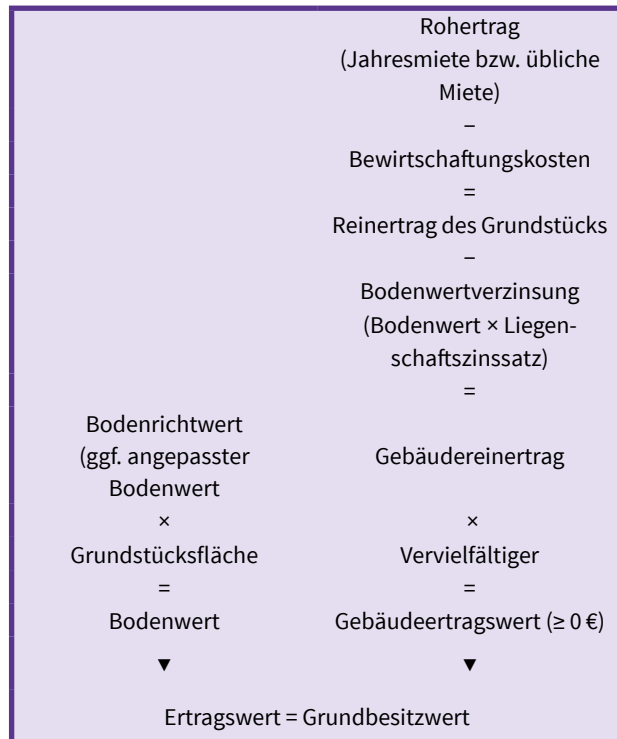 Rohertrag
(Jahresmiete bzw. übliche
Miete)
–
Bewirtschaftungskosten
=
Reinertrag des Grundstücks
–
Bodenwertverzinsung
(Bodenwert × Liegen-
schaftszinssatz)
=
Bodenrichtwert
(ggf. angepasster
Bodenwert
×
Grundstücksfläche
=
Bodenwert
▼
Gebäudereinertrag
×
Vervielfältiger
=
Gebäudeertragswert (≥ 0 €)
▼
Ertragswert = Grundbesitzwert